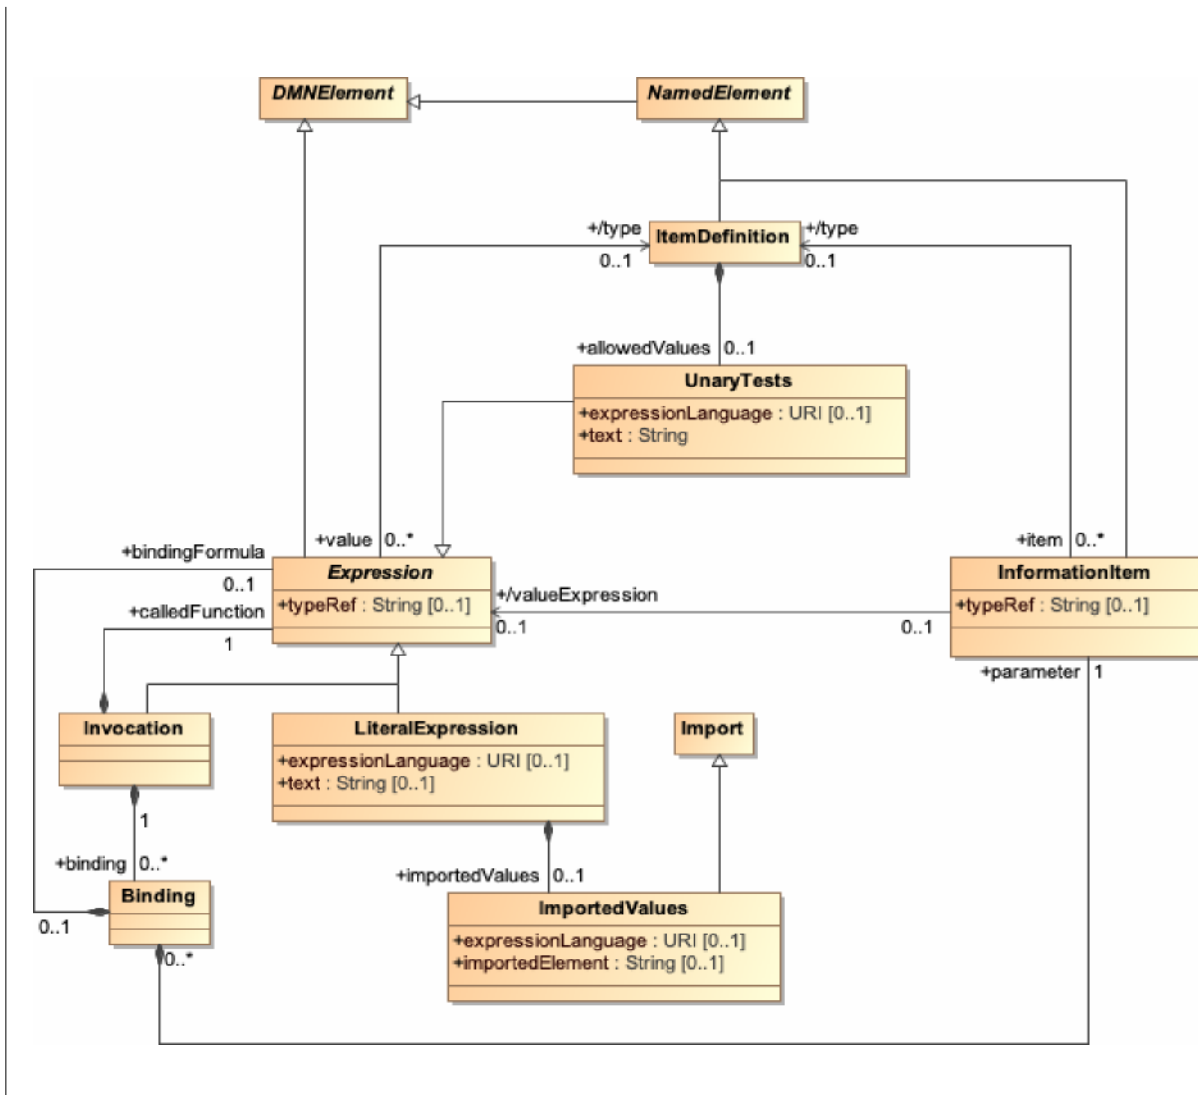 DMNElement
NamedElement
+/type
ItemDefinition
+/type
0..1
0..1
+allowedValues
0..1
UnaryTests
+expressionLanguage : URI [0..1]
+text : String
+bindingFormula
+value
0..*
+item
0..*
0..1
Expression
InformationItem
+calledFunction
+typeRef : String [0..1]
+/valueExpression
+typeRef : String [0..1]
1
0..1
0..1
+parameter
1
Invocation
LiteralExpression
Import
+expressionLanguage : URI [0..1]
+text : String [0..1]
1
+binding
0..*
+importedValues
0..1
Binding
ImportedValues
0..1
+expressionLanguage : URI [0..1]
0..*
+importedElement : String [0..1]